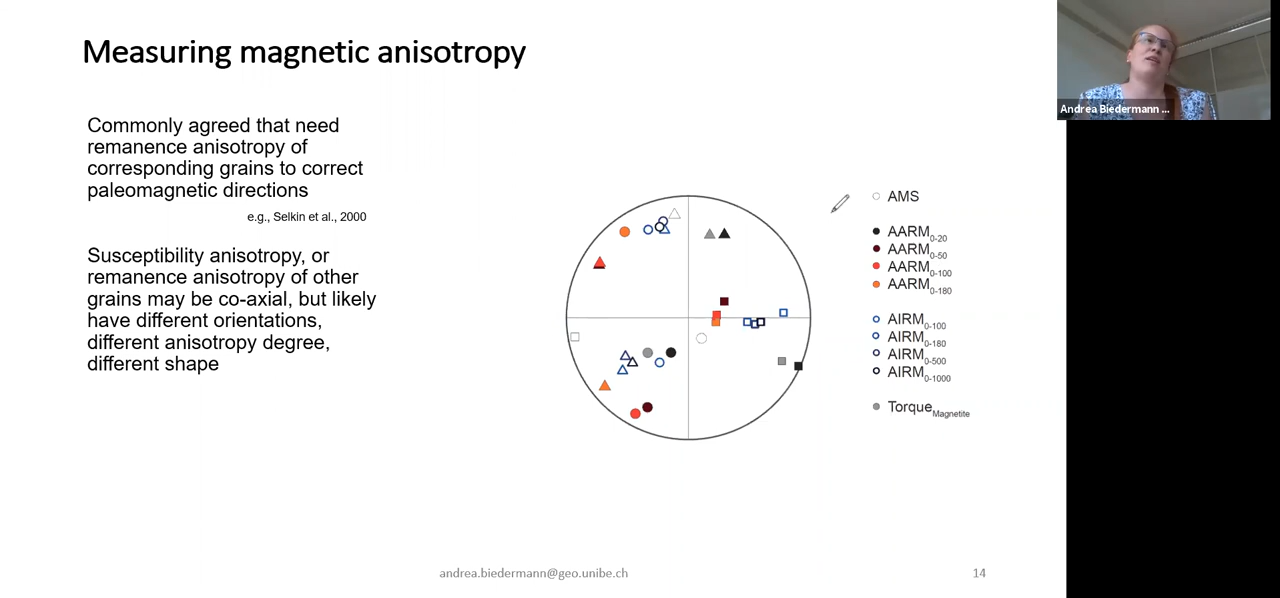 Measuring magnetic anisotropy
Commonly agreed that need
remanence anisotropy of
corresponding grains to correct
paleomagnetic directions
e.g., Selkin et al., 2000
Susceptibility anisotropy, or
remanence anisotropy of other
grains may be co-axial, but likely
have different orientations,
different anisotropy degree,
different shape
AMS
AARM0-20
AARM0-50
AARM0-100
AARM0-180
AIRM0-100
AIRM0-180
AIRM0-500
AIRM0-1000
TorqueMagnetite
andrea.biedermann@geo.unibe.ch
14
Andrea Biedermann ...